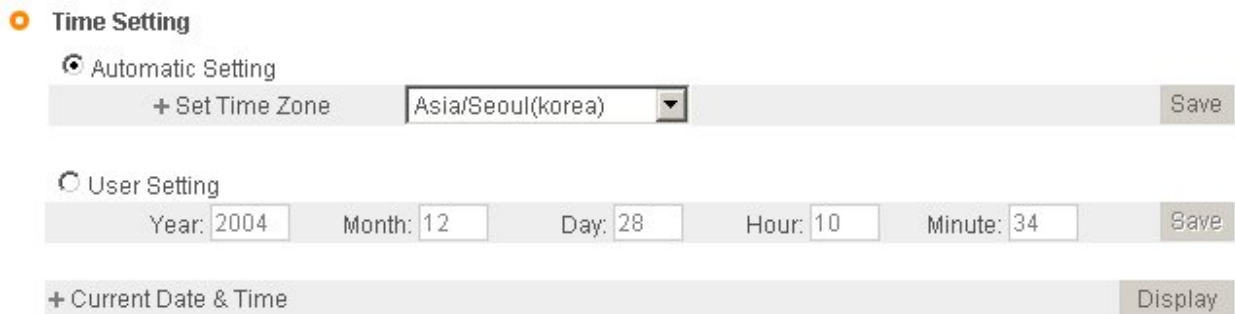 Time Setting
Automatic Setting
+ Set Time Zone Asia/Seoul(korea) Save
User Setting
Year: 2004 Month: 12 Day: 28 Hour: 10 Minute: 34 Save
+ Current Date & Time Display